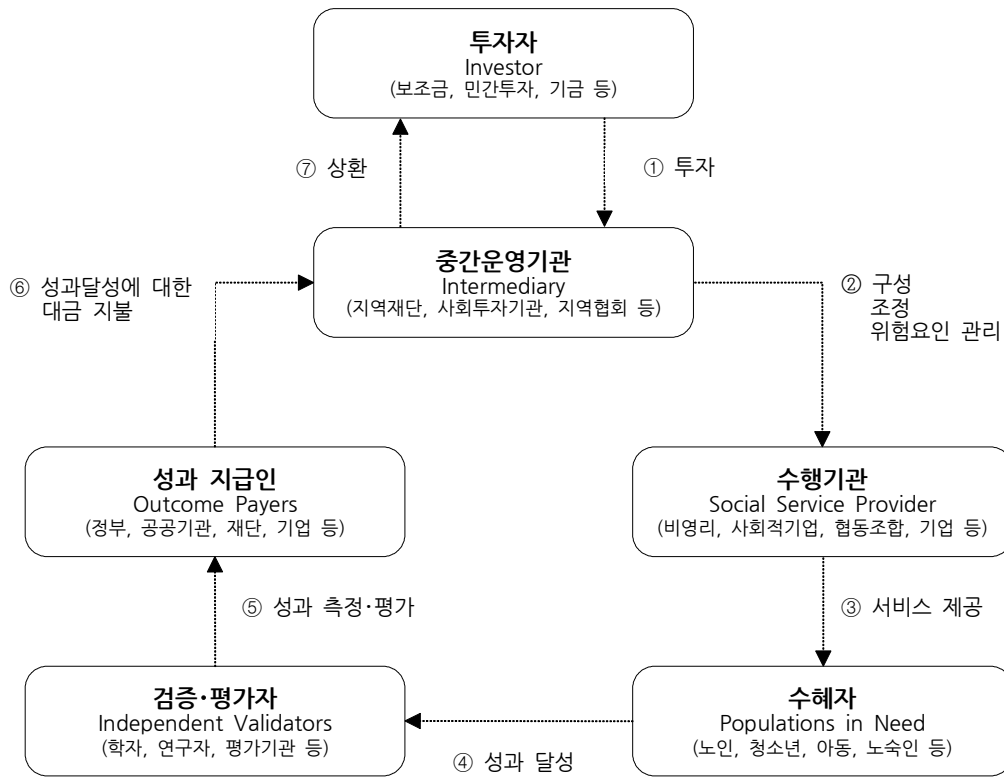 투자자
Investor
(보조금, 민간투자, 기금 등)
⑦ 상환
① 투자
중간운영기관
Intermediary
(지역재단, 사회투자기관, 지역협회 등)
⑥ 성과달성에 대한
대금 지불
② 구성
조정
위험요인 관리
성과 지급인
Outcome Payers
(정부, 공공기관, 재단, 기업 등)
수행기관
Social Service Provider
(비영리, 사회적기업, 협동조합, 기업 등)
⑤ 성과 측정·평가
③ 서비스 제공
검증·평가자
Independent Validators
(학자, 연구자, 평가기관 등)
수혜자
Populations in Need
(노인, 청소년, 아동, 노숙인 등)
④ 성과 달성